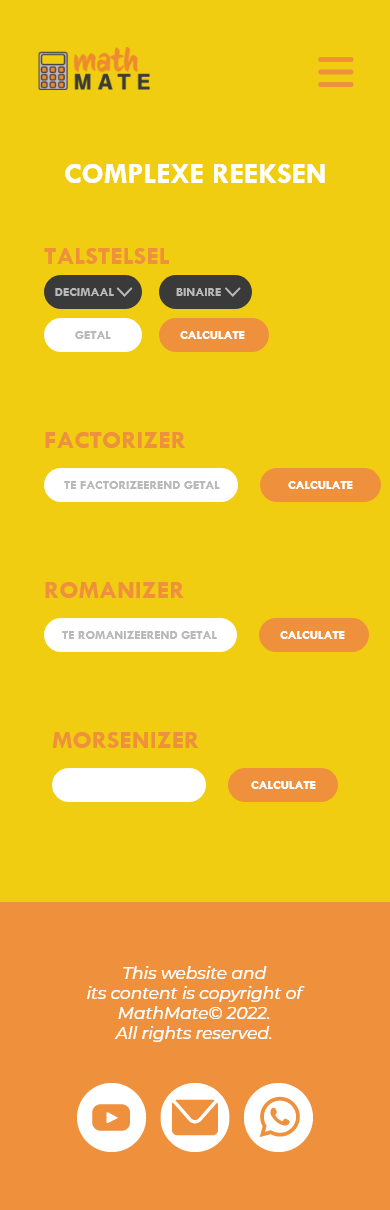 math
MATE
COMPLEXE REEKSEN
TALSTELSEL
DECIMAAL BINAIRE
GETAL CALCULATE
FACTORIZER
TE FACTORIZEEREND GETAL CALCULATE
ROMANIZER
TE ROMANIZEEREND GETAL CALCULATE
MORSENIZER
CALCULATE
This website and
its content is copyright of
MathMate© 2022.
All rights reserved.